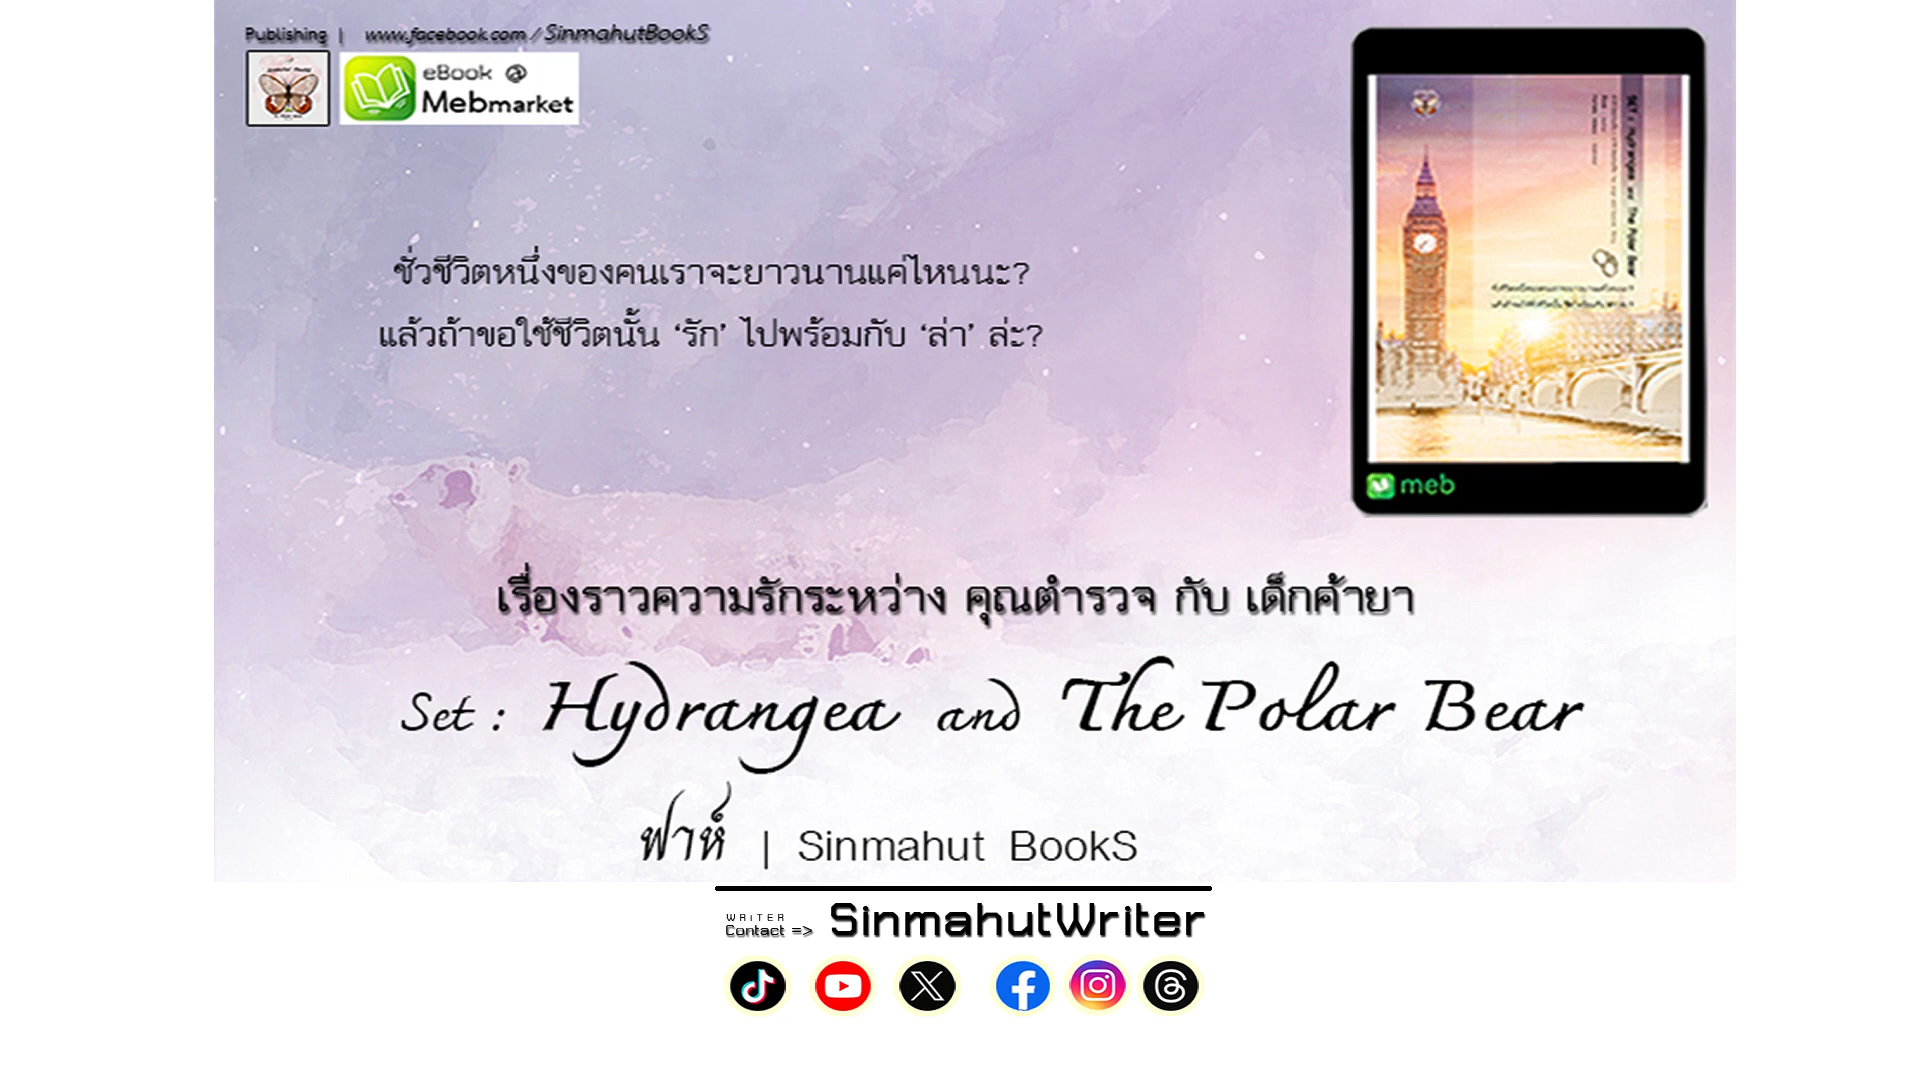 Publishing | www.facebook.com / SinmahutBookS
eBook @
Mebmarket
SET : Hydrangea and The Polar Bear
ชั่วชีวิตหนึ่งของคนเราจะยาวนานแค่ไหนนะ?
แล้วถ้าขอใช้ชีวิตนั้น ‘รัก’ ไปพร้อมกับ ‘ล่า’ ล่ะ?
meb
เรื่องราวความรักระหว่าง คุณตำรวจ กับ เด็กค้ายา
Set : Hydrangea and The Polar Bear
ฟาห์ | Sinmahut BookS
WRITER
Contact => SinmahutWriter